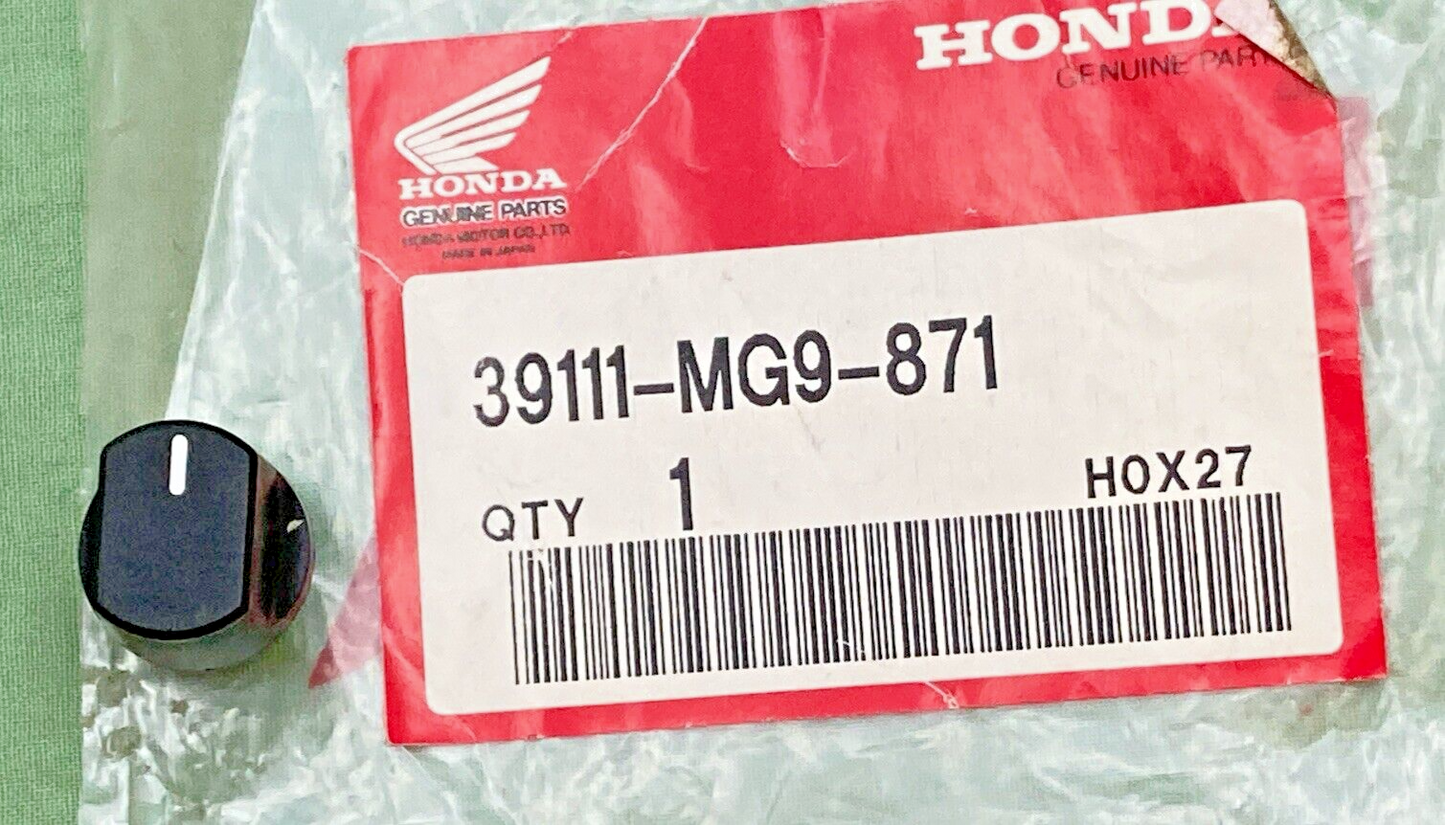 HONDA
GENUINE PARTS
HONDA
GENUINE PARTS
HONDA MOTOR CO.,LTD.
MADE IN JAPAN
39111-MG9-871
QTY 1
H0X27